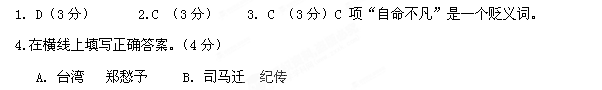 1. D（3分）  2.C （3分）  3. C （3分）C 项“自命不凡”是一个贬义词。
4.在横线上填写正确答案。（4分）
A. 台湾  郑愁予  B. 司马迁  纪传